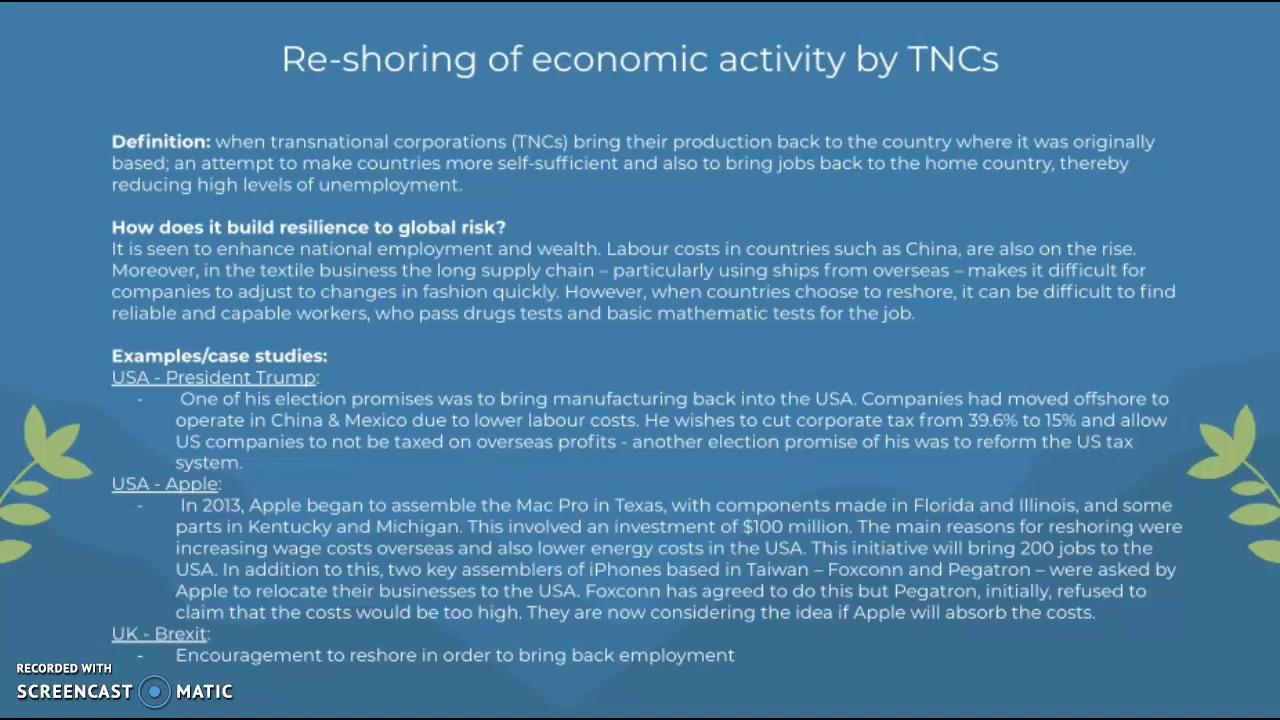 Re-shoring of economic activity by TNCs
Definition: when transnational corporations (TNCs) bring their production back to the country where it was originally
based; an attempt to make countries more self-sufficient and also to bring jobs back to the home country, thereby
reducing high levels of unemployment.
How does it build resilience to global risk?
It is seen to enhance national employment and wealth. Labour costs in countries such as China, are also on the rise.
Moreover, in the textile business the long supply chain – particularly using ships from overseas – makes it difficult for
companies to adjust to changes in fashion quickly. However, when countries choose to reshore, it can be difficult to find
reliable and capable workers, who pass drugs tests and basic mathematic tests for the job.
Examples/case studies:
USA - President Trump:
- One of his election promises was to bring manufacturing back into the USA. Companies had moved offshore to
operate in China & Mexico due to lower labour costs. He wishes to cut corporate tax from 39.6% to 15% and allow
US companies to not be taxed on overseas profits - another election promise of his was to reform the US tax
system.
USA - Apple:
- In 2013, Apple began to assemble the Mac Pro in Texas, with components made in Florida and Illinois, and some
parts in Kentucky and Michigan. This involved an investment of $100 million. The main reasons for reshoring were
increasing wage costs overseas and also lower energy costs in the USA. This initiative will bring 200 jobs to the
USA. In addition to this, two key assemblers of iPhones based in Taiwan – Foxconn and Pegatron – were asked by
Apple to relocate their businesses to the USA. Foxconn has agreed to do this but Pegatron, initially, refused to
claim that the costs would be too high. They are now considering the idea if Apple will absorb the costs.
UK - Brexit:
- Encouragement to reshore in order to bring back employment
RECORDED WITH
SCREENCAST MATIC